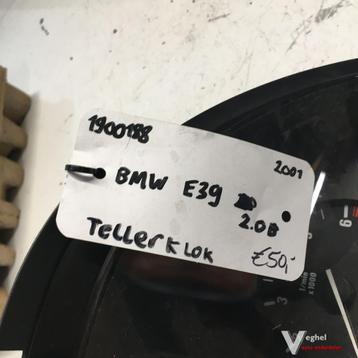 1900188
2001
BMW E39
2.0B
TELLERKLOK
€50,-
1/min
x1000
Veghel